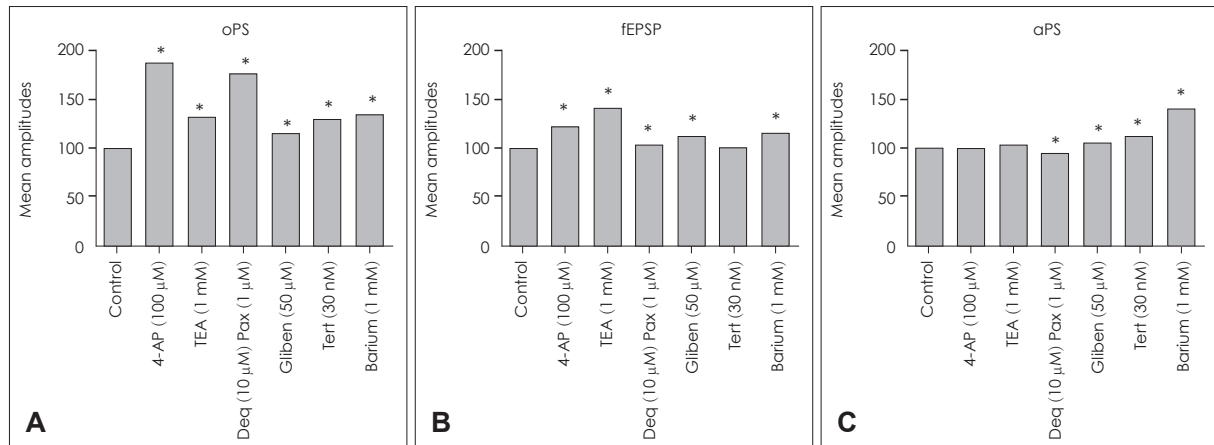 oPS
Mean amplitudes
200
150
100
50
0
*
*
*
*
*
*
Control
4-AP (100 μM)
TEA (1 mM)
Deq (10 μM) Pax (1 μM)
Gliben (50 μM)
Tert (30 nM)
Barium (1 mM)
A
fEPSP
Mean amplitudes
200
150
100
50
0
*
*
*
*
*
Control
4-AP (100 μM)
TEA (1 mM)
Deq (10 μM) Pax (1 μM)
Gliben (50 μM)
Tert (30 nM)
Barium (1 mM)
B
aPS
Mean amplitudes
200
150
100
50
0
*
*
*
*
Control
4-AP (100 μM)
TEA (1 mM)
Deq (10 μM) Pax (1 μM)
Gliben (50 μM)
Tert (30 nM)
Barium (1 mM)
C